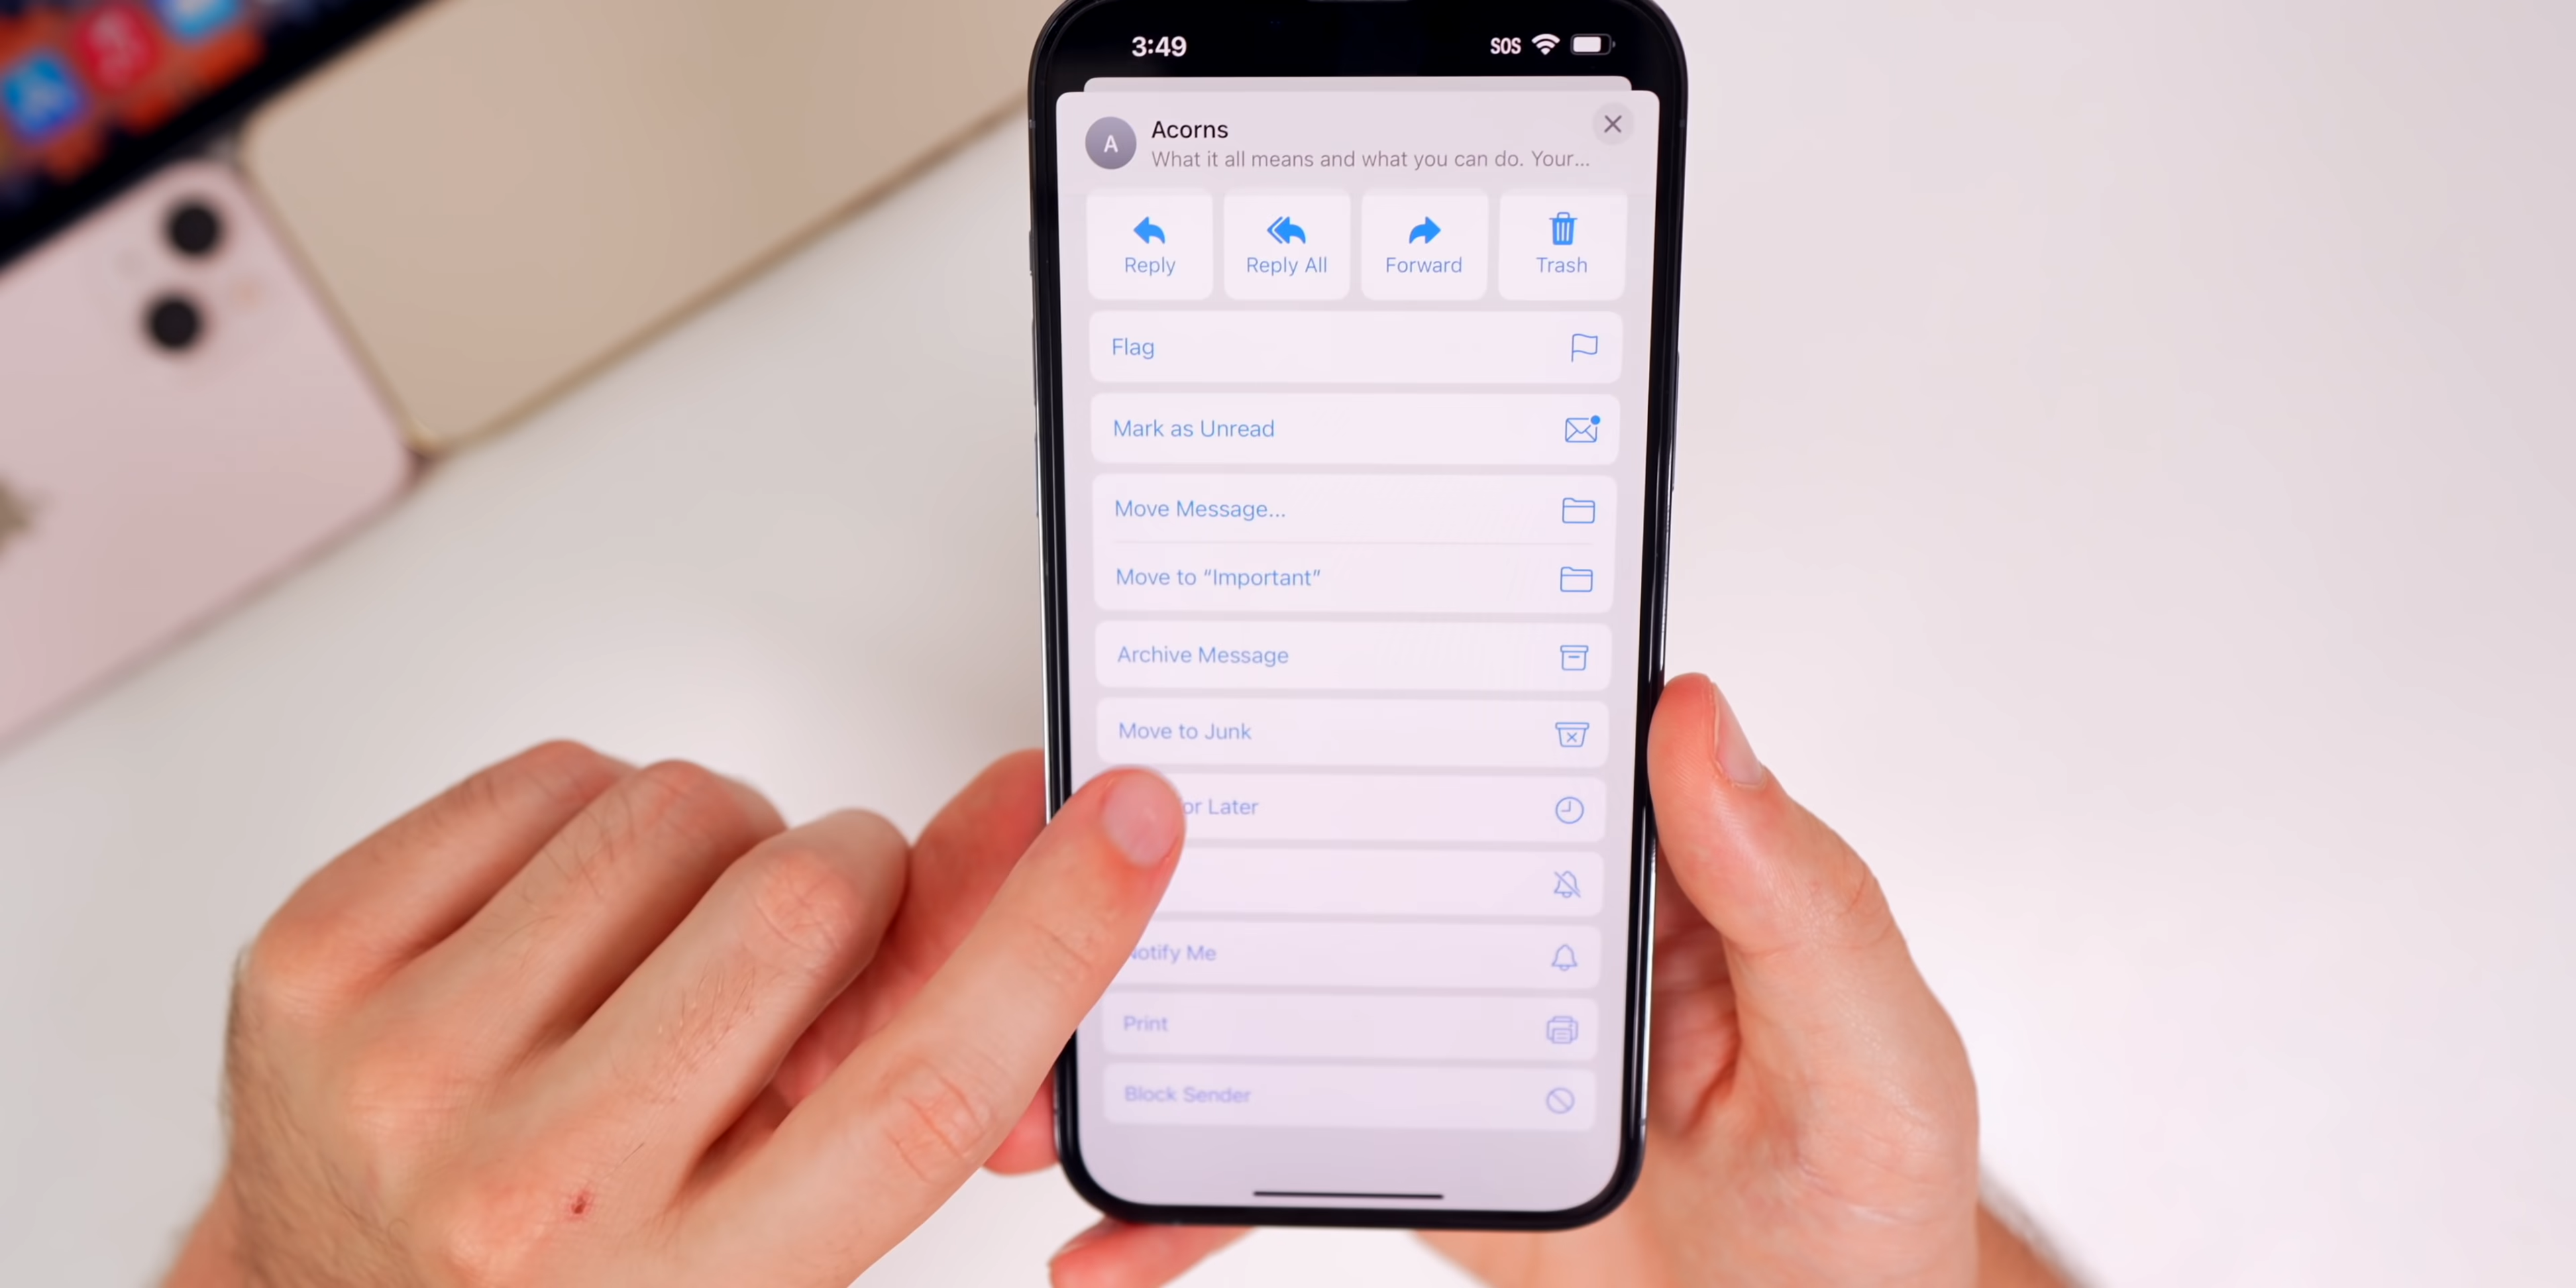 3:49 SOS
A
Acorns
What it all means and what you can do. Your...
Reply Reply All Forward Trash
Flag
Mark as Unread
Move Message...
Move to “Important”
Archive Message
Move to Junk
Later
Me
Print
Block Sender